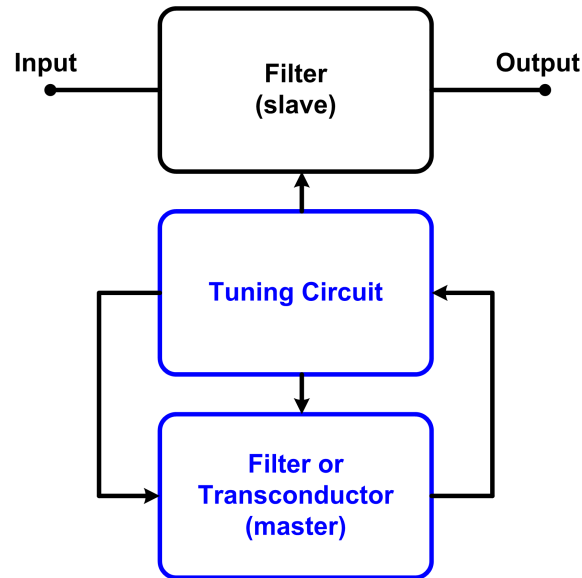 Input
Output
Filter
(slave)
Tuning Circuit
Filter or
Transconductor
(master)